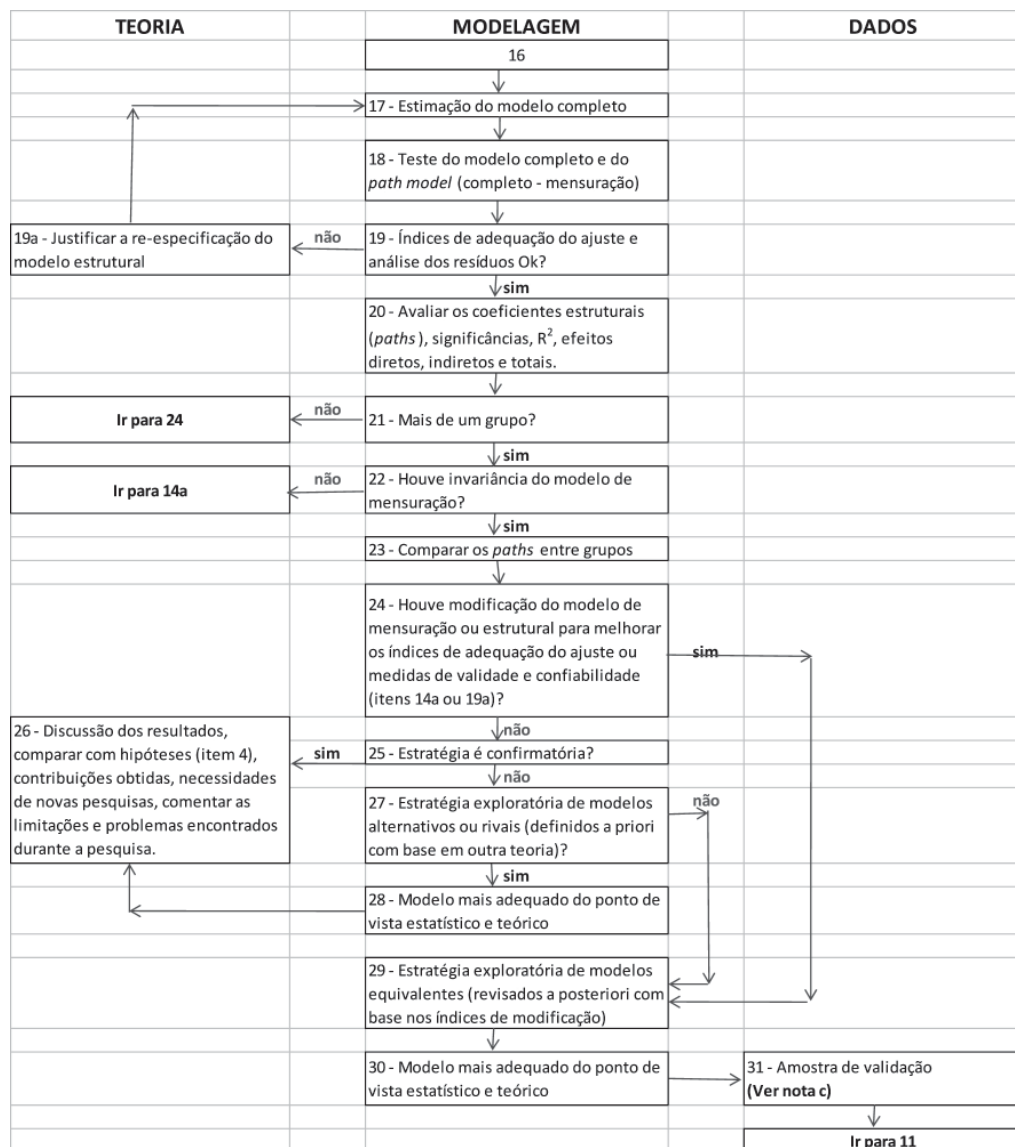 TEORIA
MODELAGEM
DADOS
16
17 - Estimação do modelo completo
18 - Teste do modelo completo e do
path model (completo - mensuração)
19a - Justificar a re-especificação do
modelo estrutural
não
19 - Índices de adequação do ajuste e
análise dos resíduos Ok?
sim
20 - Avaliar os coeficientes estruturais
(paths), significâncias, R², efeitos
diretos, indiretos e totais.
Ir para 24
não
21 - Mais de um grupo?
sim
Ir para 14a
não
22 - Houve invariância do modelo de
mensuração?
sim
23 - Comparar os paths entre grupos
24 - Houve modificação do modelo de
mensuração ou estrutural para melhorar
os índices de adequação do ajuste ou
medidas de validade e confiabilidade
(itens 14a ou 19a)?
sim
não
26 - Discussão dos resultados,
comparar com hipóteses (item 4),
contribuições obtidas, necessidades
de novas pesquisas, comentar as
limitações e problemas encontrados
durante a pesquisa.
sim
25 - Estratégia é confirmatória?
não
27 - Estratégia exploratória de modelos
alternativos ou rivais (definidos a priori
com base em outra teoria)?
não
sim
28 - Modelo mais adequado do ponto de
vista estatístico e teórico
29 - Estratégia exploratória de modelos
equivalentes (revisados a posteriori com
base nos índices de modificação)
30 - Modelo mais adequado do ponto de
vista estatístico e teórico
31 - Amostra de validação
(Ver nota c)
Ir para 11